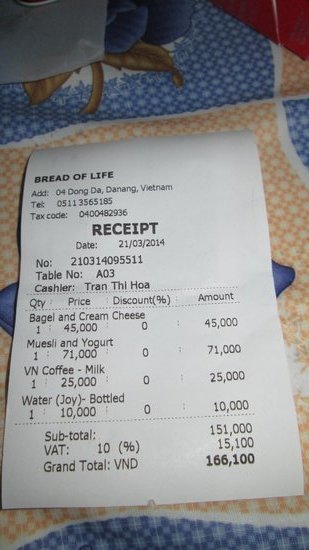 BREAD OF LIFE
Add: 04 Dong Da, Danang, Vietnam
Tel: 0511 3565185
Tax code: 0400482936
RECEIPT
Date: 21/03/2014
No: 210314095511
Table No: A03
Cashier: Tran Thi Hoa
Qty : Price : Discount(%) : Amount
Bagel and Cream Cheese
1 : 45,000 0 : 45,000
Muesli and Yogurt
1 : 71,000 0 : 71,000
VN Coffee - Milk
1 : 25,000 0 : 25,000
Water (Joy)- Bottled
1 : 10,000 0 : 10,000
Sub-total: 151,000
VAT: 10 (%) 15,100
Grand Total: VND 166,100